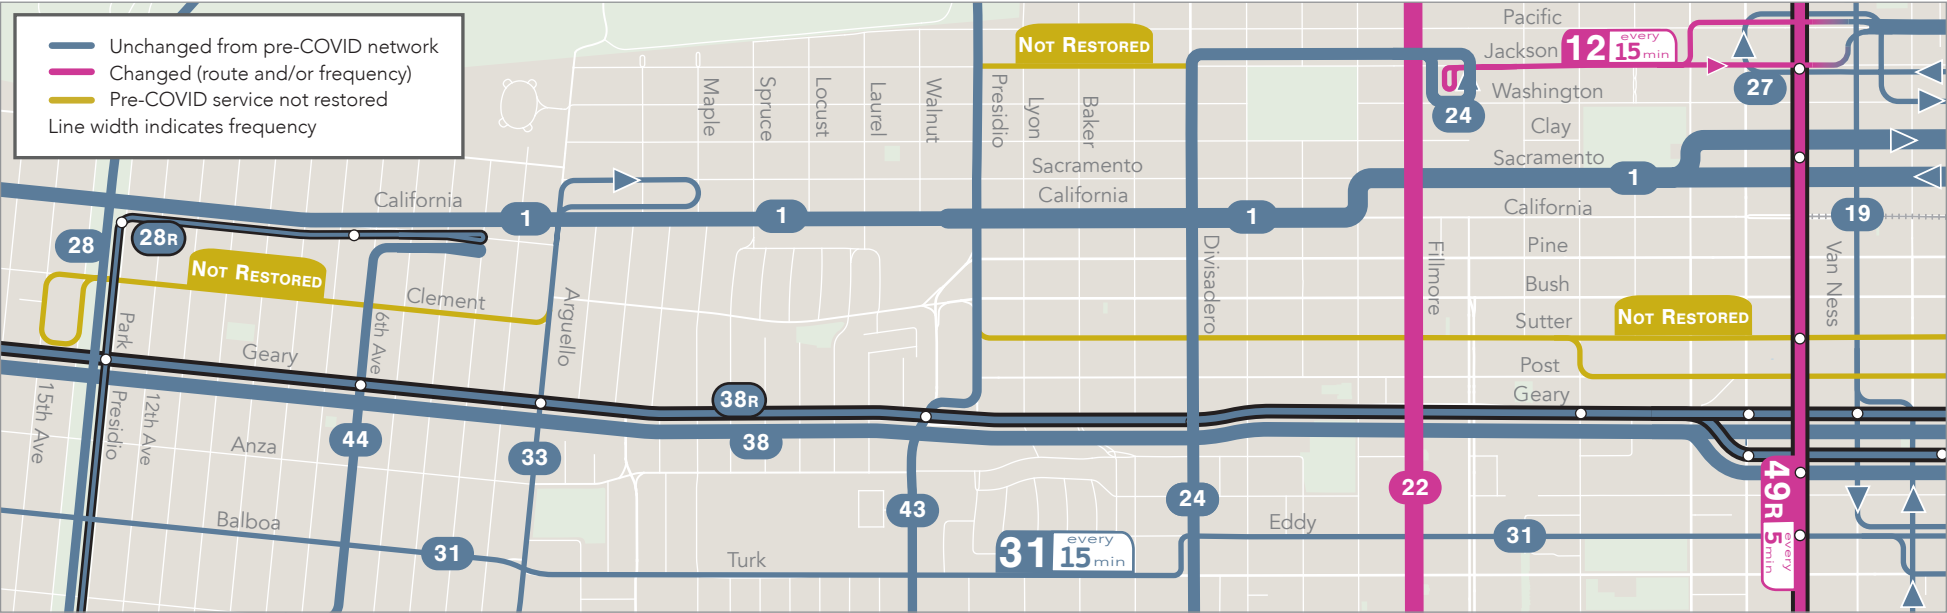 Unchanged from pre-COVID network
Changed (route and/or frequency)
Pre-COVID service not restored
Line width indicates frequency
NOT RESTORED
Pacific
Jackson
12 every 15 min
Washington
24
27
Clay
Sacramento
1
California
Maple
Spruce
Locust
Laurel
Walnut
Presidio
Lyon
Baker
Sacramento
California
California
1
1
1
19
28
28R
NOT RESTORED
Clement
Park
Presidio
6th Ave
Arguello
Divisadero
Fillmore
Pine
Bush
Sutter
NOT RESTORED
Van Ness
Post
Geary
Geary
38R
38
15th Ave
12th Ave
Anza
44
33
43
24
22
49R every 5 min
Balboa
31
Turk
31 every 15 min
Eddy
31